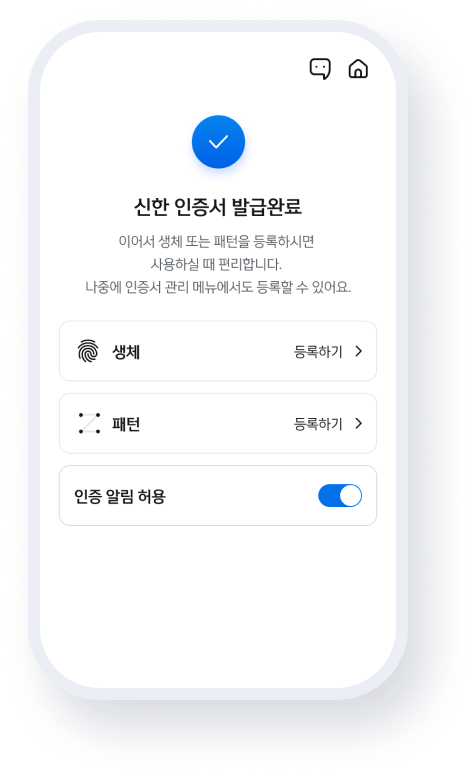 신한 인증서 발급완료
이어서 생체 또는 패턴을 등록하시면
사용하실 때 편리합니다.
나중에 인증서 관리 메뉴에서도 등록할 수 있어요.
생체 등록하기
패턴 등록하기
인증 알림 허용